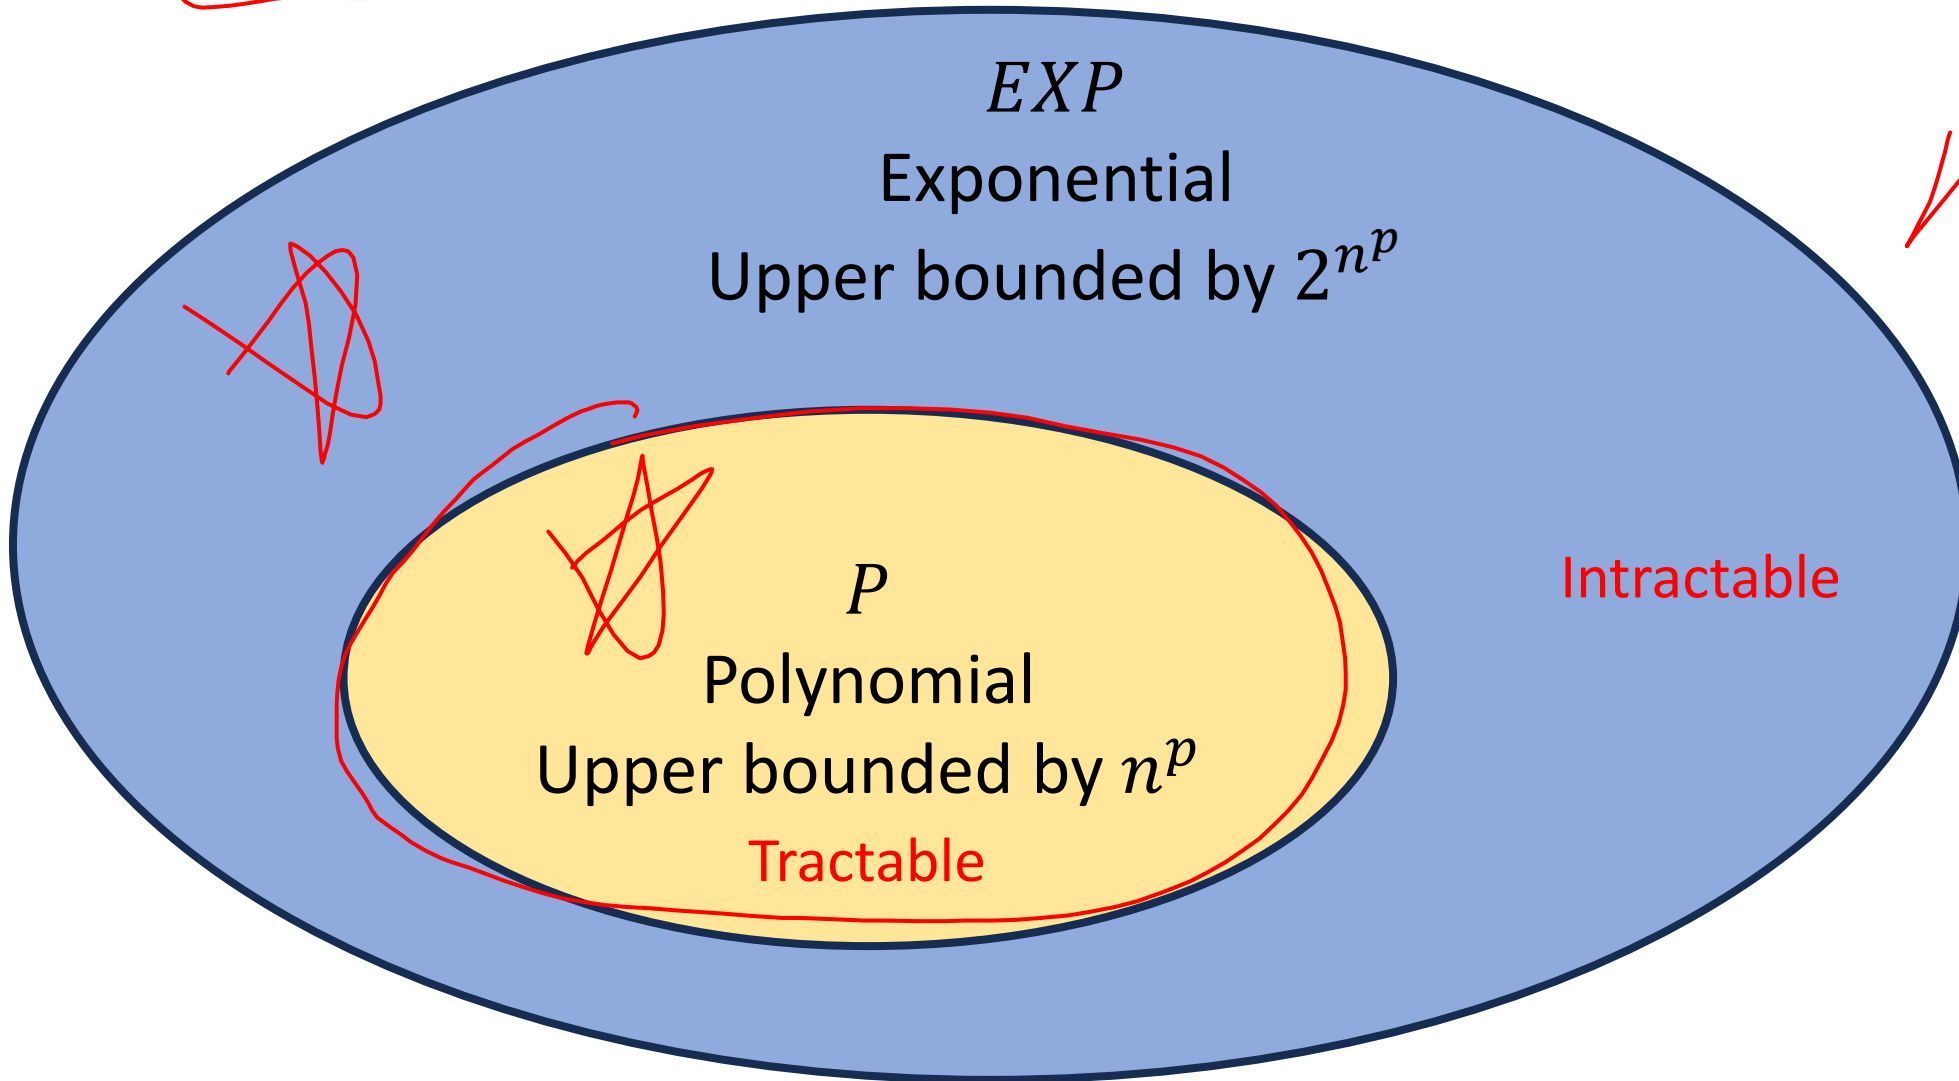 EXP
Exponential
Upper bounded by 2^{n^p}
Intractable
P
Polynomial
Upper bounded by n^p
Tractable